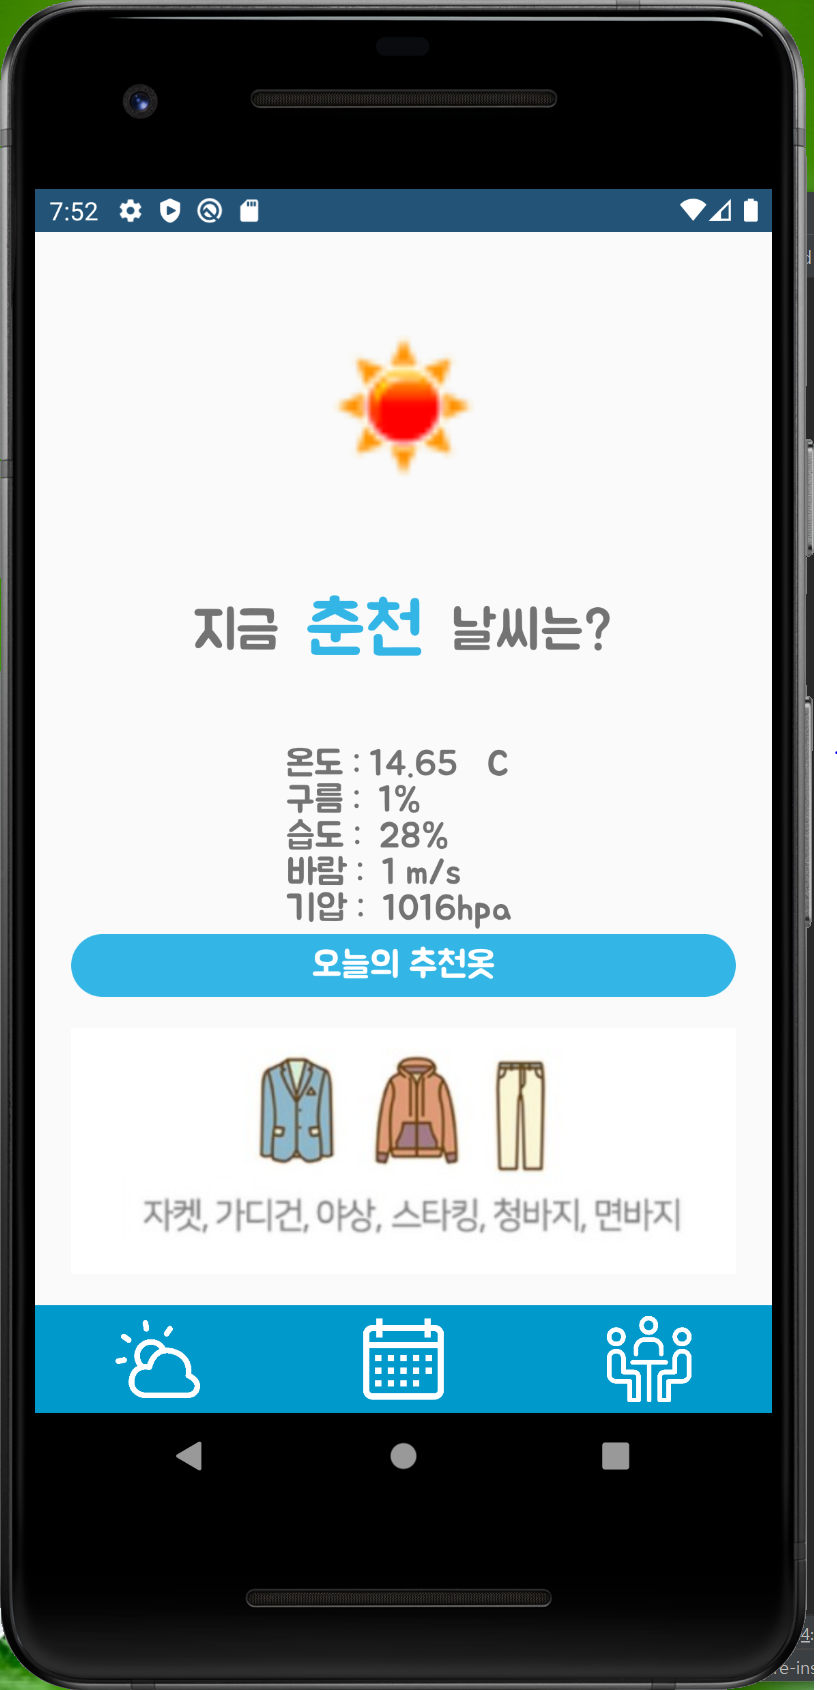 7:52
지금 춘천 날씨는?
온도 : 14.65 C
구름 : 1%
습도 : 28%
바람 : 1 m/s
기압 : 1016hpa
오늘의 추천옷
자켓, 가디건, 야상, 스타킹, 청바지, 면바지